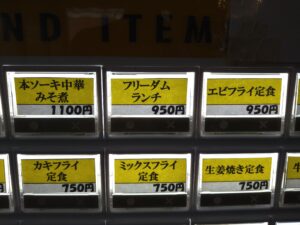 ND ITEM
本ソーキ中華
みそ煮
1100円
フリーダム
ランチ
950円
エビフライ定食
950円
カキフライ
定食
750円
ミックスフライ
定食
750円
生姜焼き定食
750円